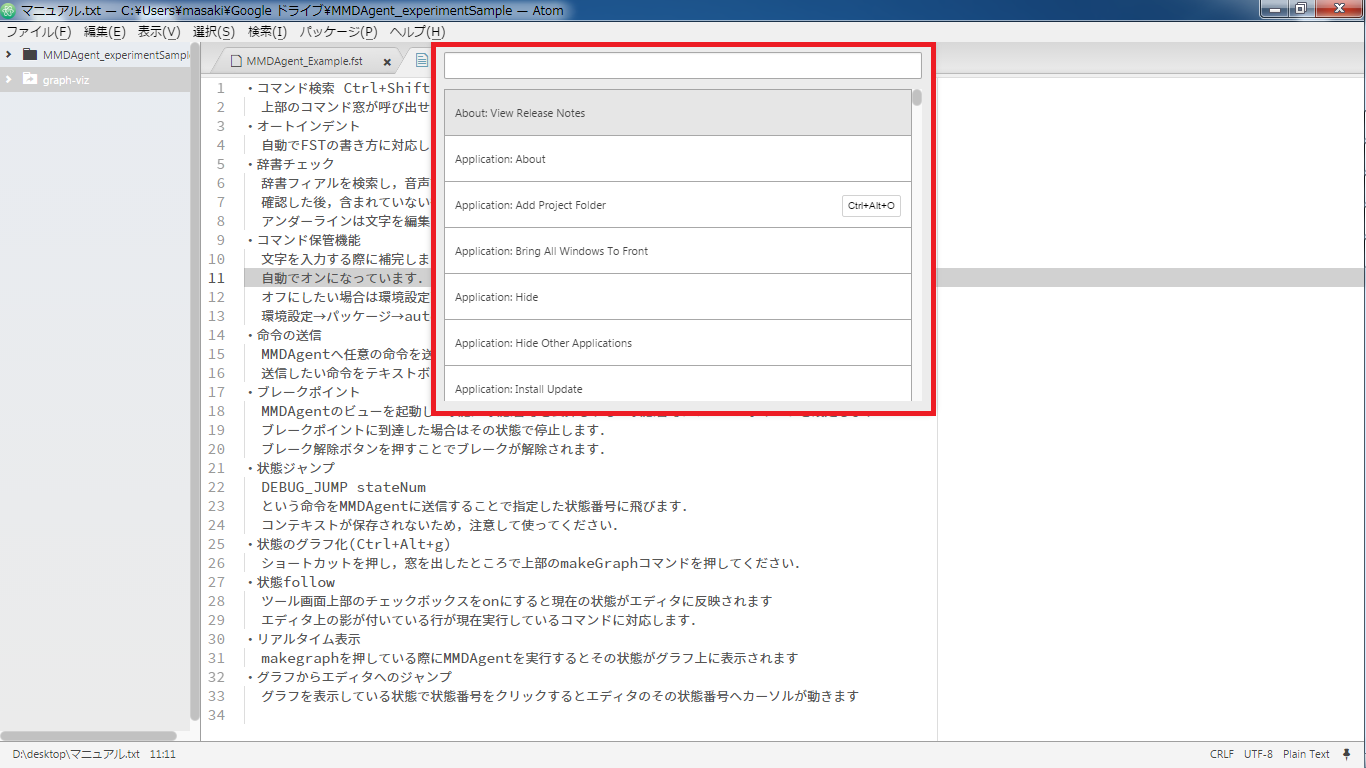 マニュアル.txt — C:¥Users¥masaki¥Google ドライブ¥MMDAgent_experimentSample — Atom
ファイル(F) 編集(E) 表示(V) 選択(S) 検索(I) パッケージ(P) ヘルプ(H)
MMDAgent_experimentSample
graph-viz
MMDAgent_Example.fst
About: View Release Notes
Application: About
Application: Add Project Folder Ctrl+Alt+O
Application: Bring All Windows To Front
Application: Hide
Application: Hide Other Applications
Application: Install Update
1 ・コマンド検索 Ctrl+Shift
2 上部のコマンド窓が呼び出せ
3 ・オートインデント
4 自動でFSTの書き方に対応し
5 ・辞書チェック
6 辞書フィアルを検索し，音声
7 確認した後，含まれていない
8 アンダーラインは文字を編集
9 ・コマンド保管機能
10 文字を入力する際に補完しま
11 自動でオンになっています．
12 オフにしたい場合は環境設定
13 環境設定→パッケージ→aut
14 ・命令の送信
15 MMDAgentへ任意の命令を送
16 送信したい命令をテキストボ
17 ・ブレークポイント
18 MMDAgentのビューを起動し
19 ブレークポイントに到達した場合はその状態で停止します．
20 ブレーク解除ボタンを押すことでブレークが解除されます．
21 ・状態ジャンプ
22 DEBUG_JUMP stateNum
23 という命令をMMDAgentに送信することで指定した状態番号に飛びます．
24 コンテキストが保存されないため，注意して使ってください．
25 ・状態のグラフ化(Ctrl+Alt+g)
26 ショートカットを押し，窓を出したところで上部のmakeGraphコマンドを押してください．
27 ・状態follow
28 ツール画面上部のチェックボックスをonにすると現在の状態がエディタに反映されます
29 エディタ上の影が付いている行が現在実行しているコマンドに対応します．
30 ・リアルタイム表示
31 makegraphを押している際にMMDAgentを実行するとその状態がグラフ上に表示されます
32 ・グラフからエディタへのジャンプ
33 グラフを表示している状態で状態番号をクリックするとエディタのその状態番号へカーソルが動きます
34
D:\desktop\マニュアル.txt 11:11 CRLF UTF-8 Plain Text